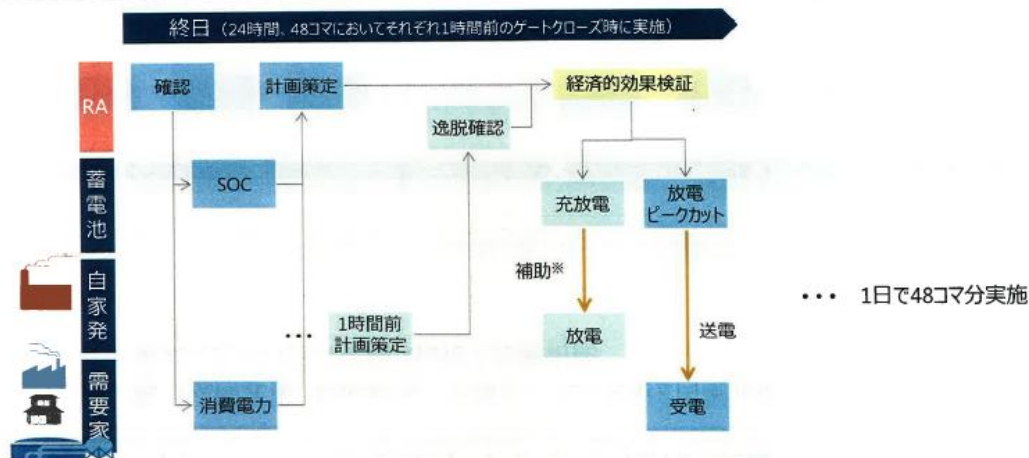 終日（24時間、48コマにおいてそれぞれ1時間前のゲートクローズ時に実施）
RA
確認
計画策定
経済的効果検証
逸脱確認
蓄電池
SOC
充放電
放電
ピークカット
自家発
・・・
1時間前
計画策定
補助※
放電
送電
・・・ 1日で48コマ分実施
需要家
消費電力
受電